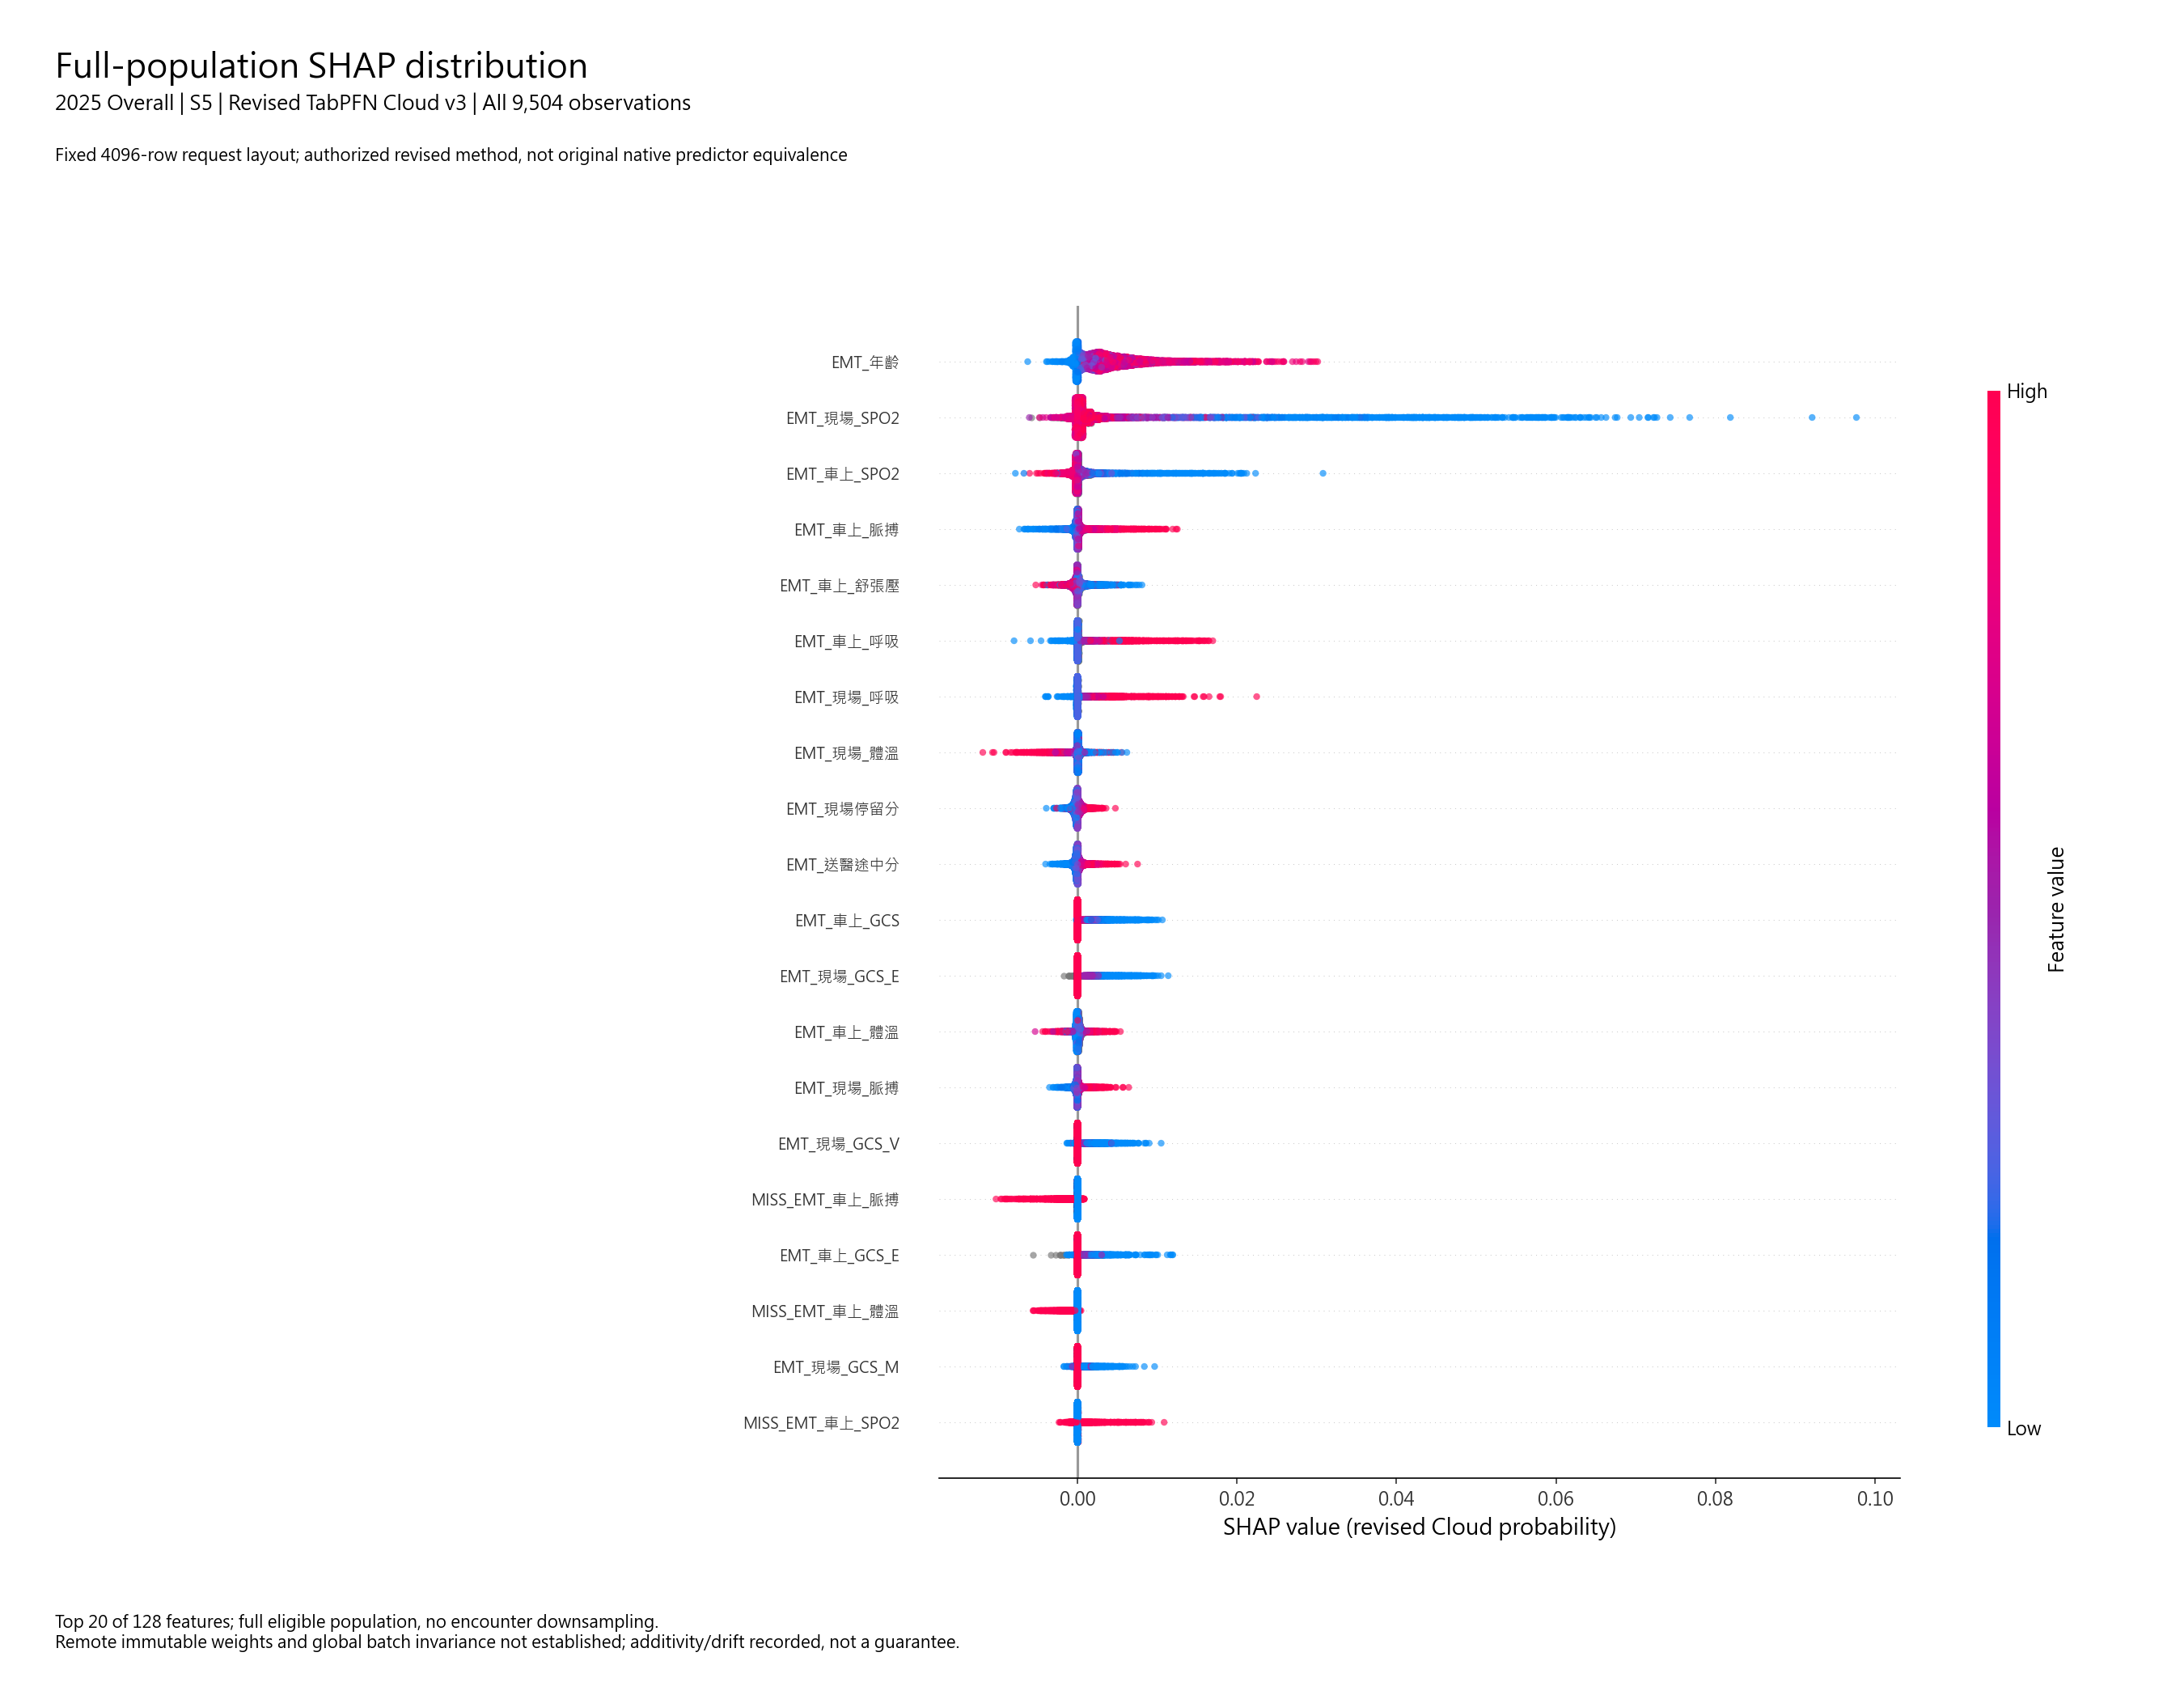 Full-population SHAP distribution
2025 Overall | S5 | Revised TabPFN Cloud v3 | All 9,504 observations
Fixed 4096-row request layout; authorized revised method, not original native predictor equivalence
EMT_年齡
EMT_現場_SPO2
EMT_車上_SPO2
EMT_車上_脈搏
EMT_車上_舒張壓
EMT_車上_呼吸
EMT_現場_呼吸
EMT_現場_體溫
EMT_現場停留分
EMT_送醫途中分
EMT_車上_GCS
EMT_現場_GCS_E
EMT_車上_體溫
EMT_現場_脈搏
EMT_現場_GCS_V
MISS_EMT_車上_脈搏
EMT_車上_GCS_E
MISS_EMT_車上_體溫
EMT_現場_GCS_M
MISS_EMT_車上_SPO2
0.00 0.02 0.04 0.06 0.08 0.10
SHAP value (revised Cloud probability)
High
Feature value
Low
Top 20 of 128 features; full eligible population, no encounter downsampling.
Remote immutable weights and global batch invariance not established; additivity/drift recorded, not a guarantee.